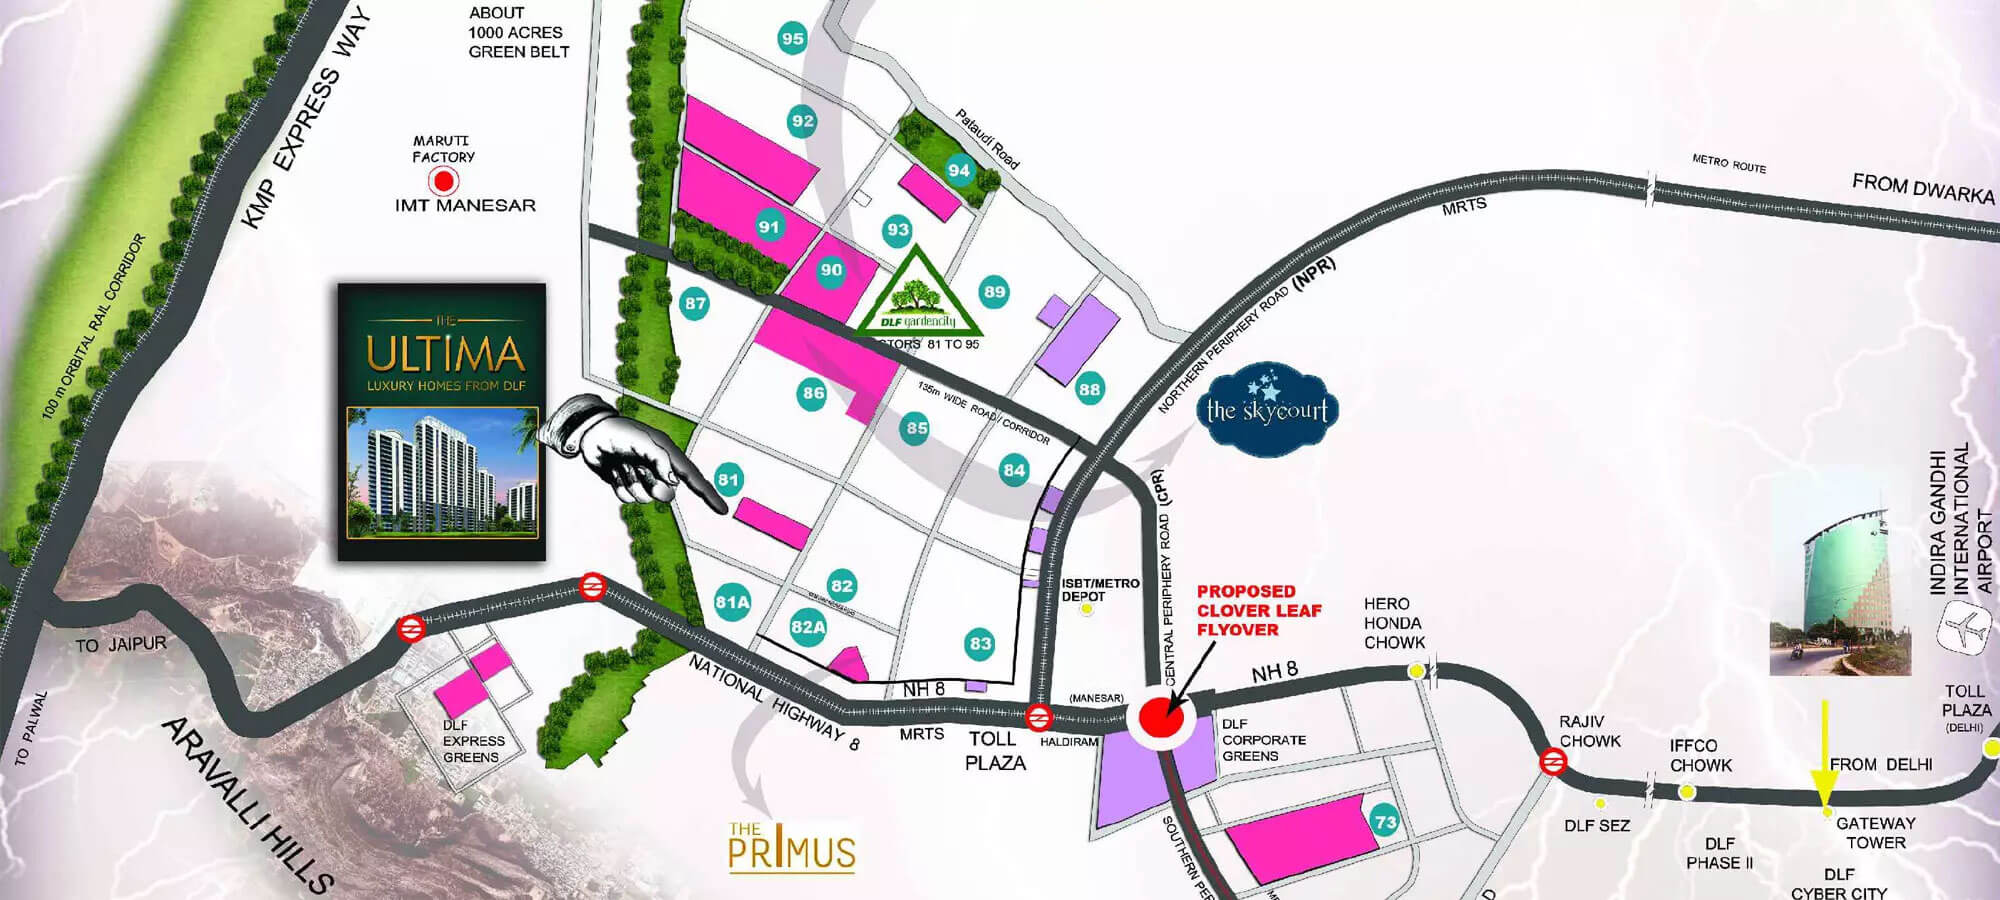 ABOUT
1000 ACRES
GREEN BELT
KMP EXPRESS WAY
MARUTI
FACTORY
IMT MANESAR
100 m ORBITAL RAIL CORRIDOR
95
92
94
Pataudi Road
91
93
90
87
89
DLF gardencity
TORS 81 TO 95
88
86
85
84
81
135m WIDE ROAD / CORRIDOR
METRO ROUTE
FROM DWARKA
MRTS
NORTHERN PERIPHERY ROAD (NPR)
the skycourt
THE
ULTIMA
LUXURY HOMES FROM DLF
CENTRAL PERIPHERY ROAD (CPR)
INDIRA GANDHI
INTERNATIONAL
AIRPORT
81A
82
82A
83
ISBT/METRO
DEPOT
PROPOSED
CLOVER LEAF
FLYOVER
HERO
HONDA
CHOWK
TO JAIPUR
TO PALWAL
ARAVALLI HILLS
DLF
EXPRESS
GREENS
NATIONAL HIGHWAY 8
NH 8
MRTS
TOLL
PLAZA
(MANESAR)
HALDIRAM
NH 8
DLF
CORPORATE
GREENS
RAJIV
CHOWK
IFFCO
CHOWK
TOLL
PLAZA
(DELHI)
FROM DELHI
DLF SEZ
GATEWAY
TOWER
DLF
PHASE II
DLF
CYBER CITY
73
SOUTHERN PER
THE
PRIMUS